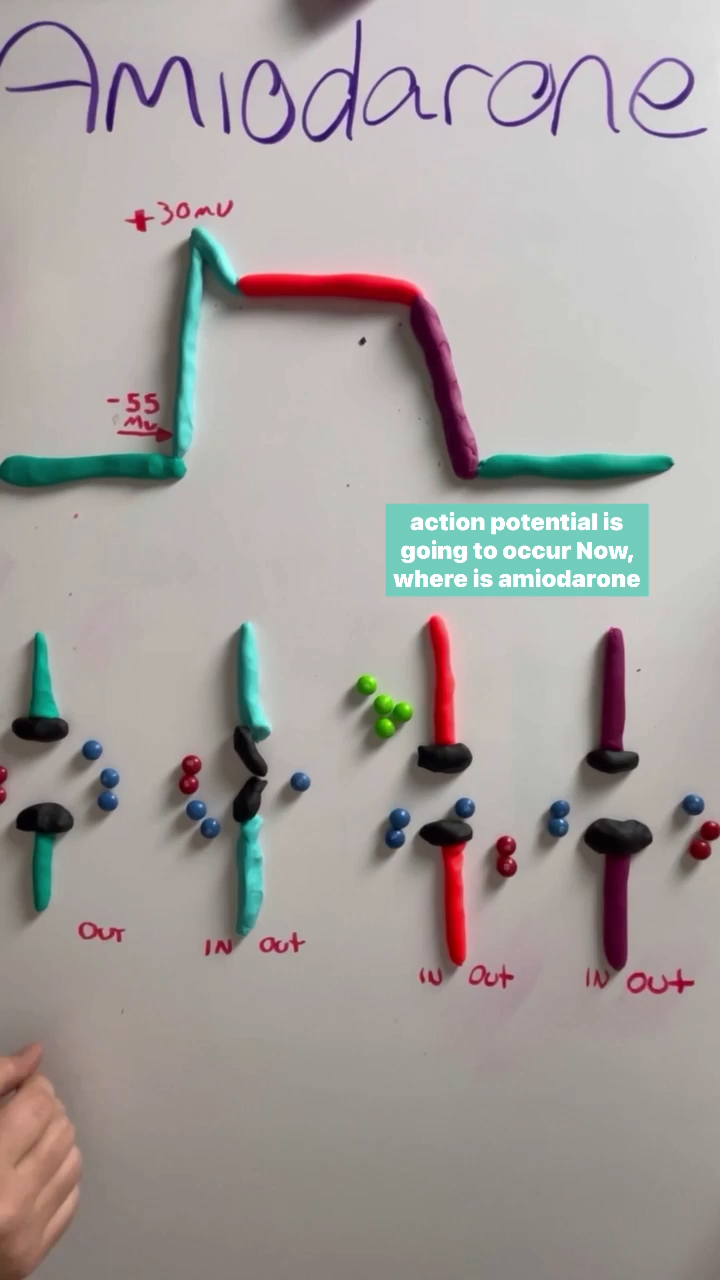 Amiodarone
+30mv
-55
Mv
action potential is
going to occur Now,
where is amiodarone
OUT
IN Out
IN Out
IN OUt